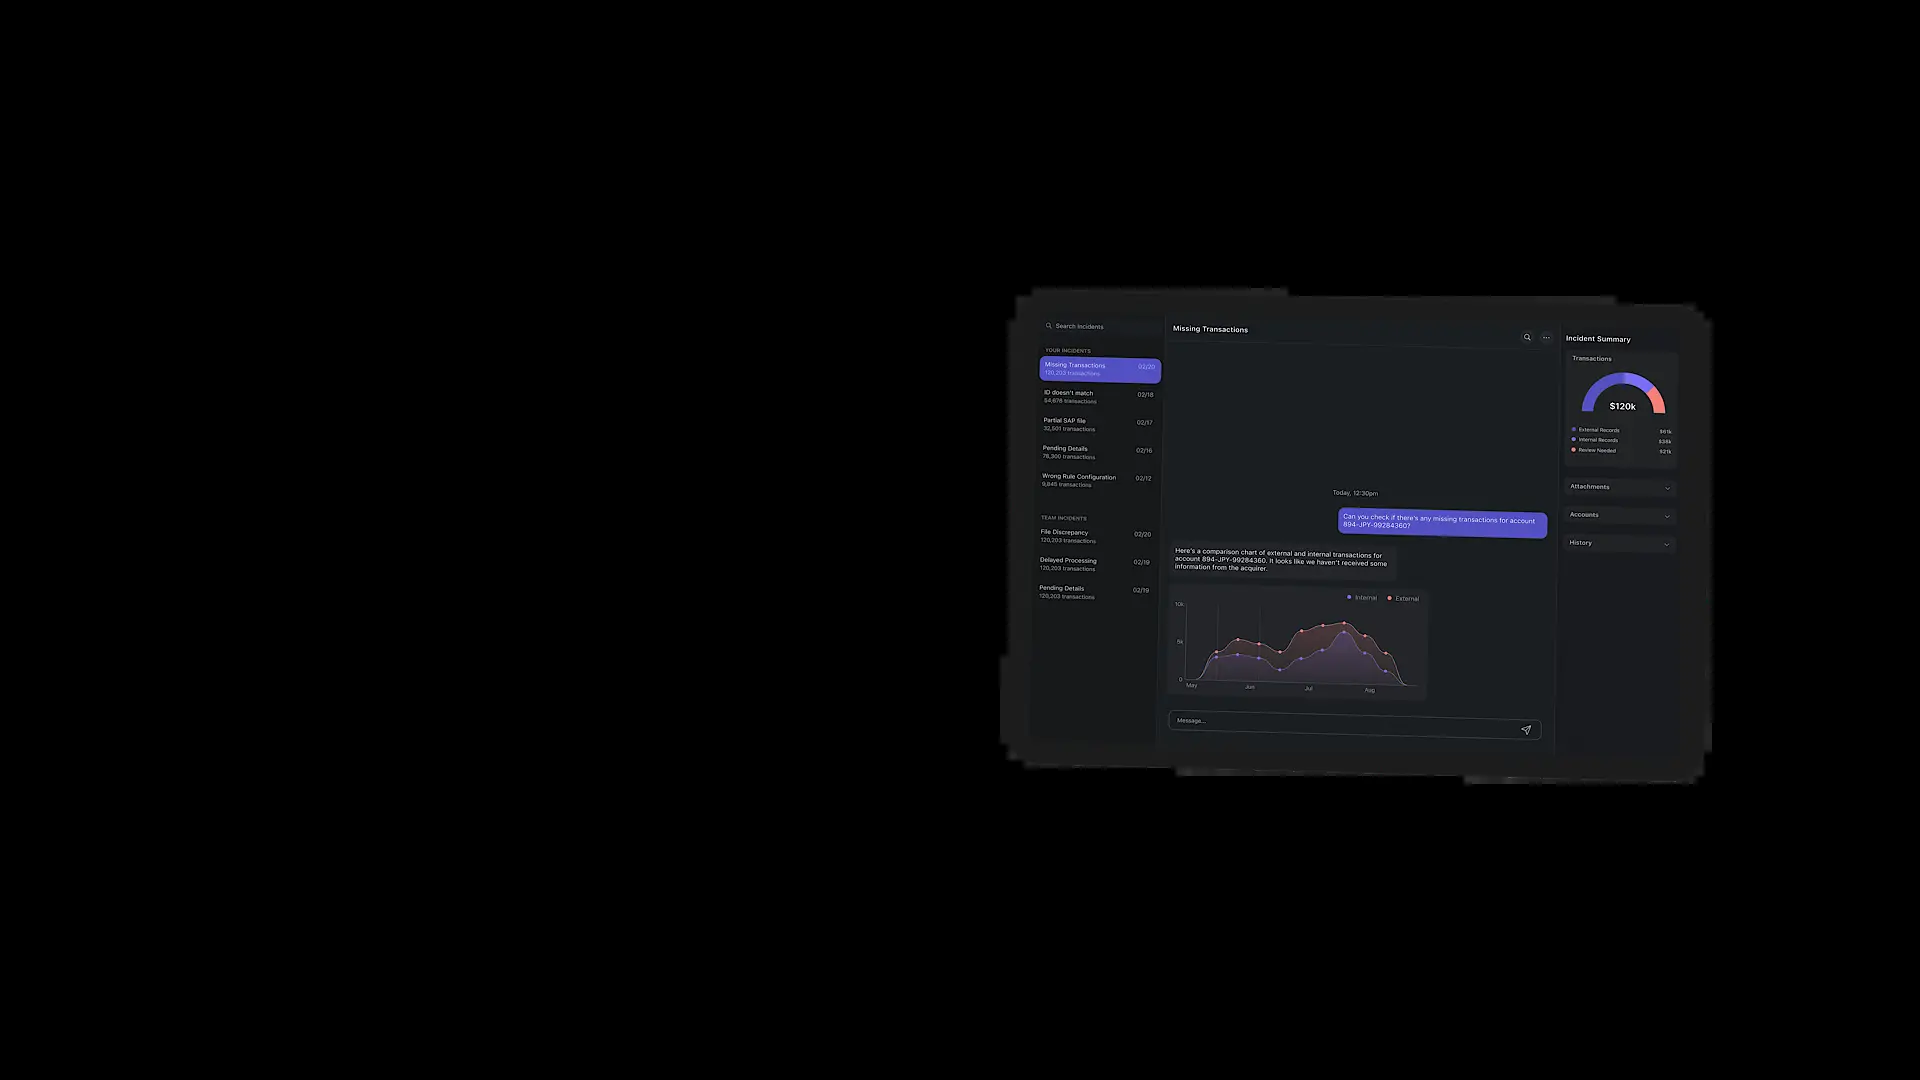 Search Incidents
YOUR INCIDENTS
Missing Transactions 02/20
120,203 transactions
ID doesn't match 02/18
54,678 transactions
Partial SAP file 02/17
32,501 transactions
Pending Details 02/16
78,300 transactions
Wrong Rule Configuration 02/12
9,845 transactions
TEAM INCIDENTS
File Discrepancy 02/20
120,203 transactions
Delayed Processing 02/19
120,203 transactions
Pending Details 02/19
120,203 transactions
Missing Transactions
Today, 12:30pm
Can you check if there's any missing transactions for account
894-JPY-99284360?
Here's a comparison chart of external and internal transactions for
account 894-JPY-99284360. It looks like we haven't received some
information from the acquirer.
Internal External
10k
5k
0
May Jun Jul Aug
Message...
Incident Summary
Transactions
$120k
External Records $61k
Internal Records $38k
Review Needed $21k
Attachments
Accounts
History